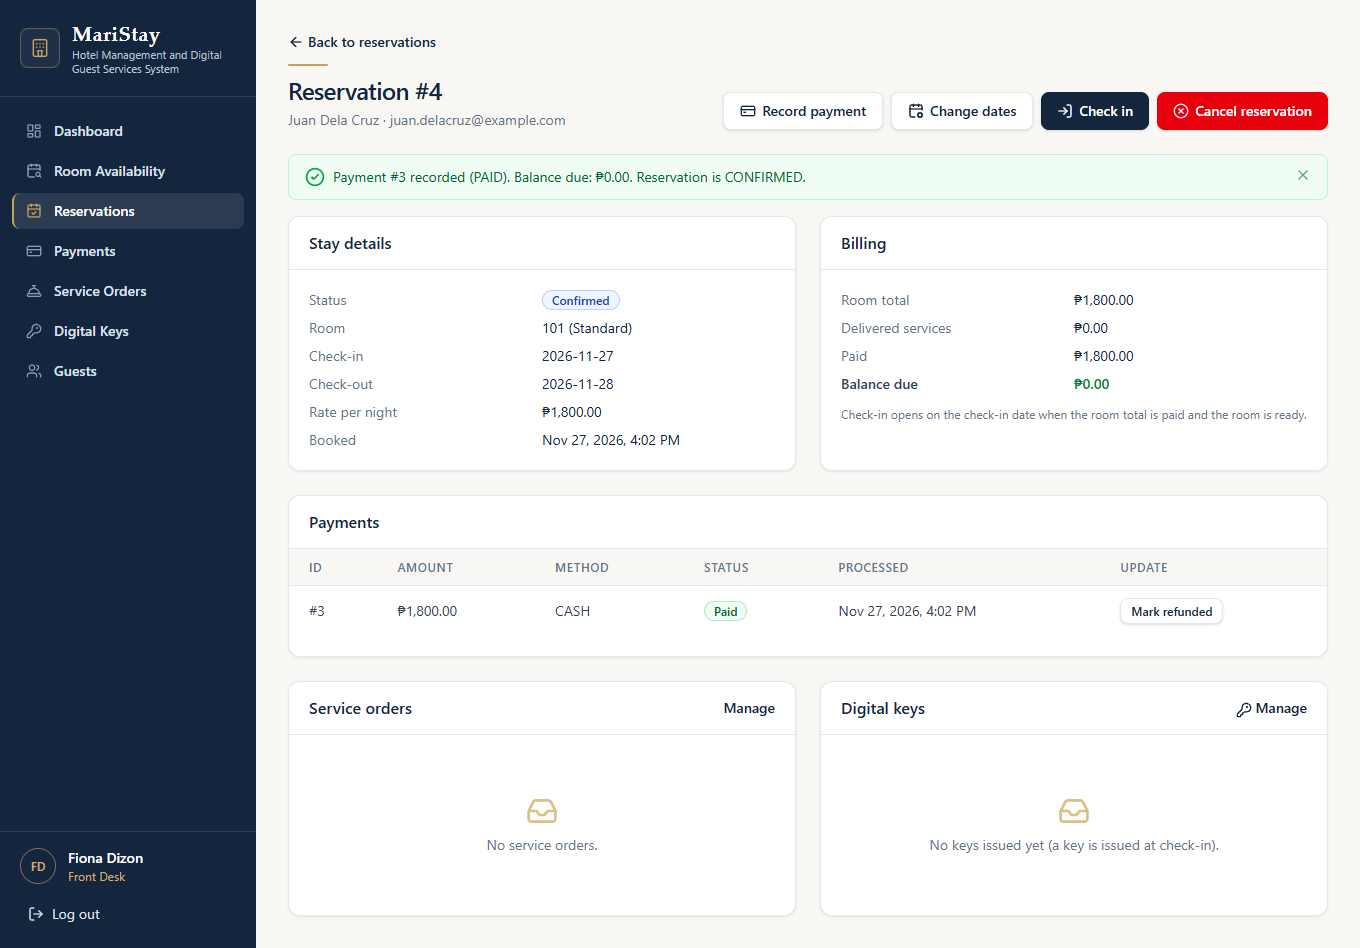 MariStay
Hotel Management and Digital
Guest Services System
Dashboard
Room Availability
Reservations
Payments
Service Orders
Digital Keys
Guests
FD
Fiona Dizon
Front Desk
Log out
Back to reservations
Reservation #4
Juan Dela Cruz · juan.delacruz@example.com
Record payment
Change dates
Check in
Cancel reservation
Payment #3 recorded (PAID). Balance due: ₱0.00. Reservation is CONFIRMED.
Stay details
Status Confirmed
Room 101 (Standard)
Check-in 2026-11-27
Check-out 2026-11-28
Rate per night ₱1,800.00
Booked Nov 27, 2026, 4:02 PM
Billing
Room total ₱1,800.00
Delivered services ₱0.00
Paid ₱1,800.00
Balance due ₱0.00
Check-in opens on the check-in date when the room total is paid and the room is ready.
Payments
ID AMOUNT METHOD STATUS PROCESSED UPDATE
#3 ₱1,800.00 CASH Paid Nov 27, 2026, 4:02 PM Mark refunded
Service orders Manage
No service orders.
Digital keys Manage
No keys issued yet (a key is issued at check-in).